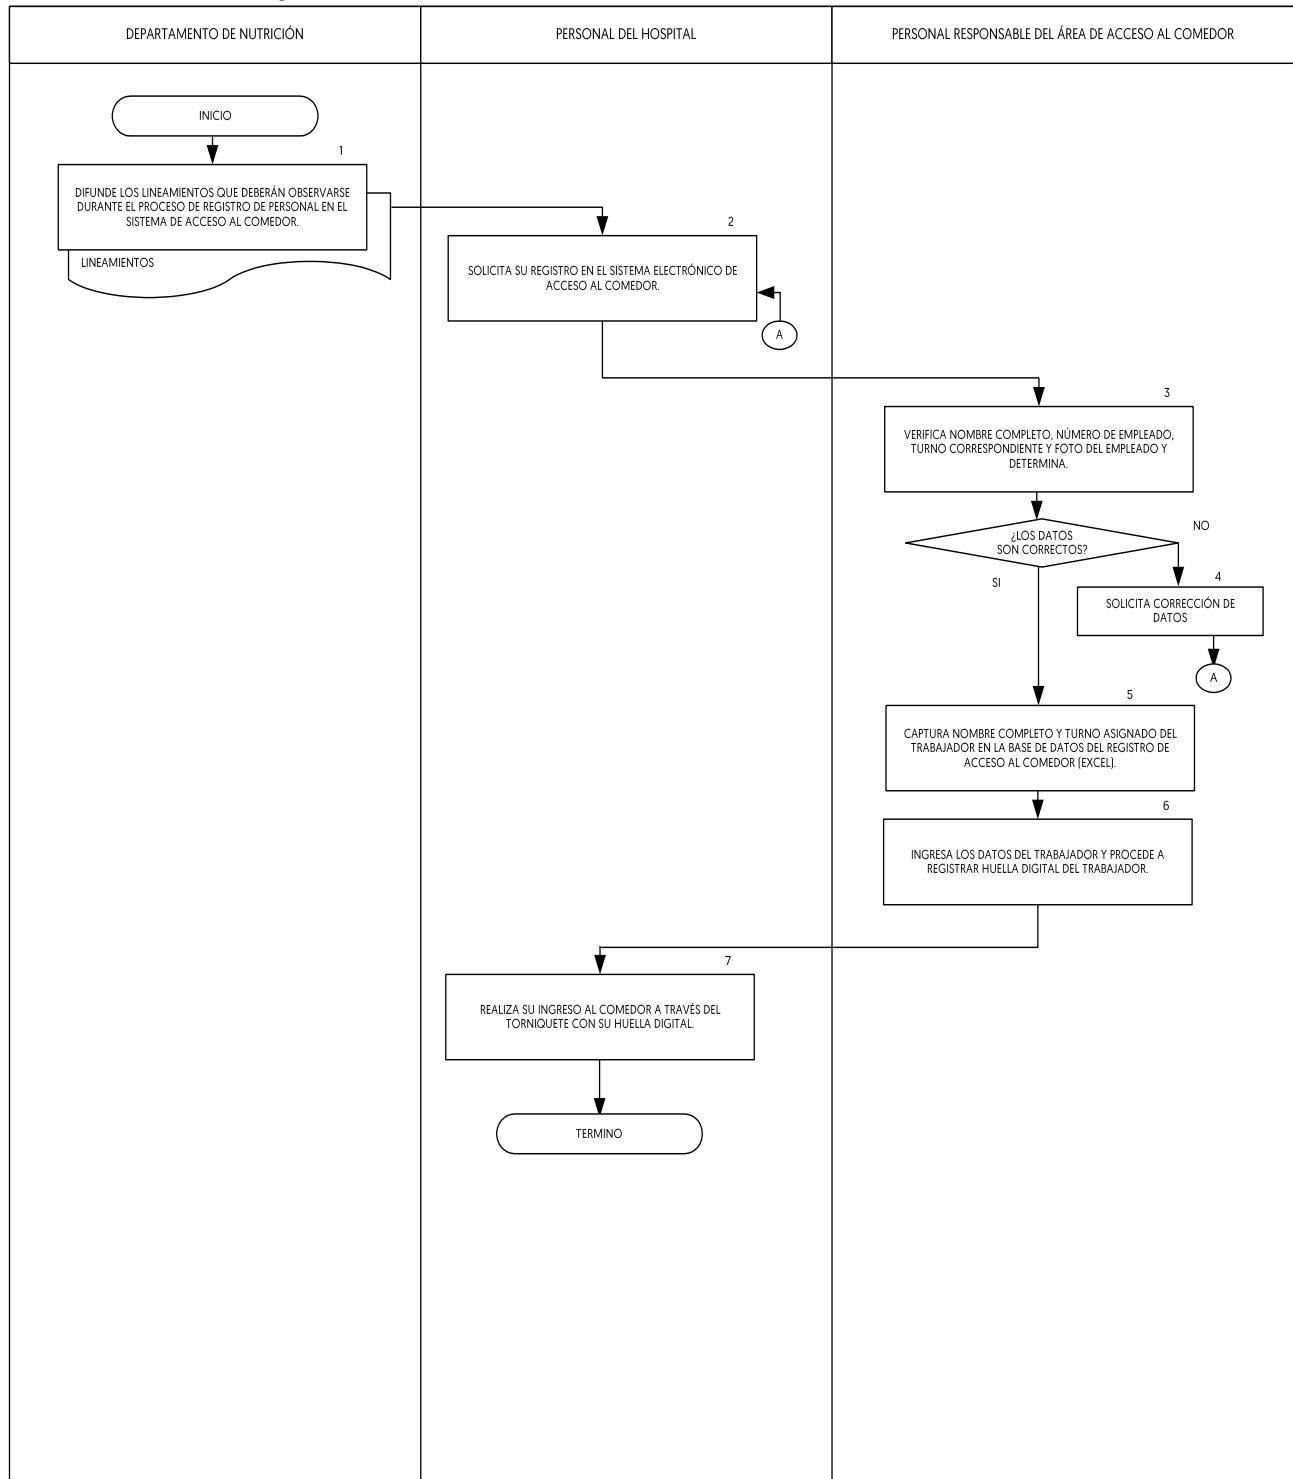 DEPARTAMENTO DE NUTRICIÓN
PERSONAL DEL HOSPITAL
PERSONAL RESPONSABLE DEL ÁREA DE ACCESO AL COMEDOR
INICIO
1
DIFUNDE LOS LINEAMIENTOS QUE DEBERÁN OBSERVARSE
DURANTE EL PROCESO DE REGISTRO DE PERSONAL EN EL
SISTEMA DE ACCESO AL COMEDOR.
LINEAMIENTOS
2
SOLICITA SU REGISTRO EN EL SISTEMA ELECTRÓNICO DE
ACCESO AL COMEDOR.
A
3
VERIFICA NOMBRE COMPLETO, NÚMERO DE EMPLEADO,
TURNO CORRESPONDIENTE Y FOTO DEL EMPLEADO Y
DETERMINA.
¿LOS DATOS
SON CORRECTOS?
NO
SI
4
SOLICITA CORRECCIÓN DE
DATOS
A
5
CAPTURA NOMBRE COMPLETO Y TURNO ASIGNADO DEL
TRABAJADOR EN LA BASE DE DATOS DEL REGISTRO DE
ACCESO AL COMEDOR (EXCEL).
6
INGRESA LOS DATOS DEL TRABAJADOR Y PROCEDE A
REGISTRAR HUELLA DIGITAL DEL TRABAJADOR.
7
REALIZA SU INGRESO AL COMEDOR A TRAVÉS DEL
TORNIQUETE CON SU HUELLA DIGITAL.
TERMINO